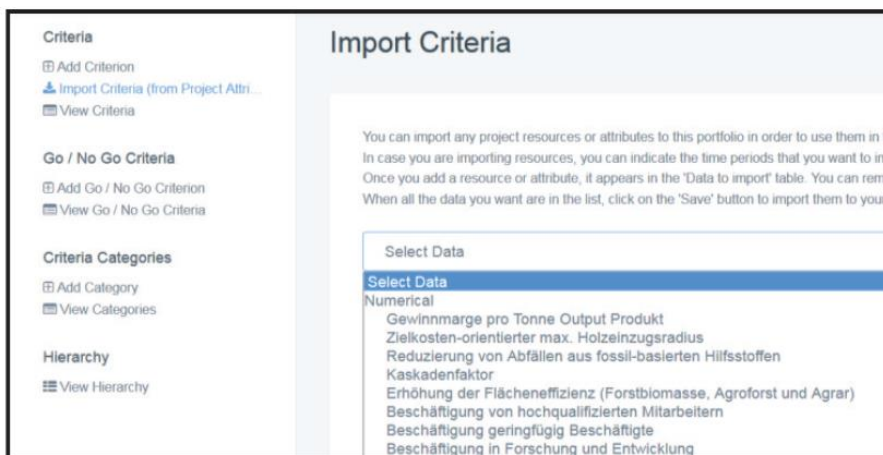 Criteria
Add Criterion
Import Criteria (from Project Attri...
View Criteria
Go / No Go Criteria
Add Go / No Go Criterion
View Go / No Go Criteria
Criteria Categories
Add Category
View Categories
Hierarchy
View Hierarchy
Import Criteria
You can import any project resources or attributes to this portfolio in order to use them in
In case you are importing resources, you can indicate the time periods that you want to im
Once you add a resource or attribute, it appears in the 'Data to import' table. You can rem
When all the data you want are in the list, click on the 'Save' button to import them to your
Select Data
Select Data
Numerical
Gewinnmarge pro Tonne Output Produkt
Zielkosten-orientierter max. Holzeinzugsradius
Reduzierung von Abfällen aus fossil-basierten Hilfsstoffen
Kaskadenfaktor
Erhöhung der Flächeneffizienz (Forstbiomasse, Agroforst und Agrar)
Beschäftigung von hochqualifizierten Mitarbeitern
Beschäftigung geringfügig Beschäftigte
Beschäftigung in Forschung und Entwicklung